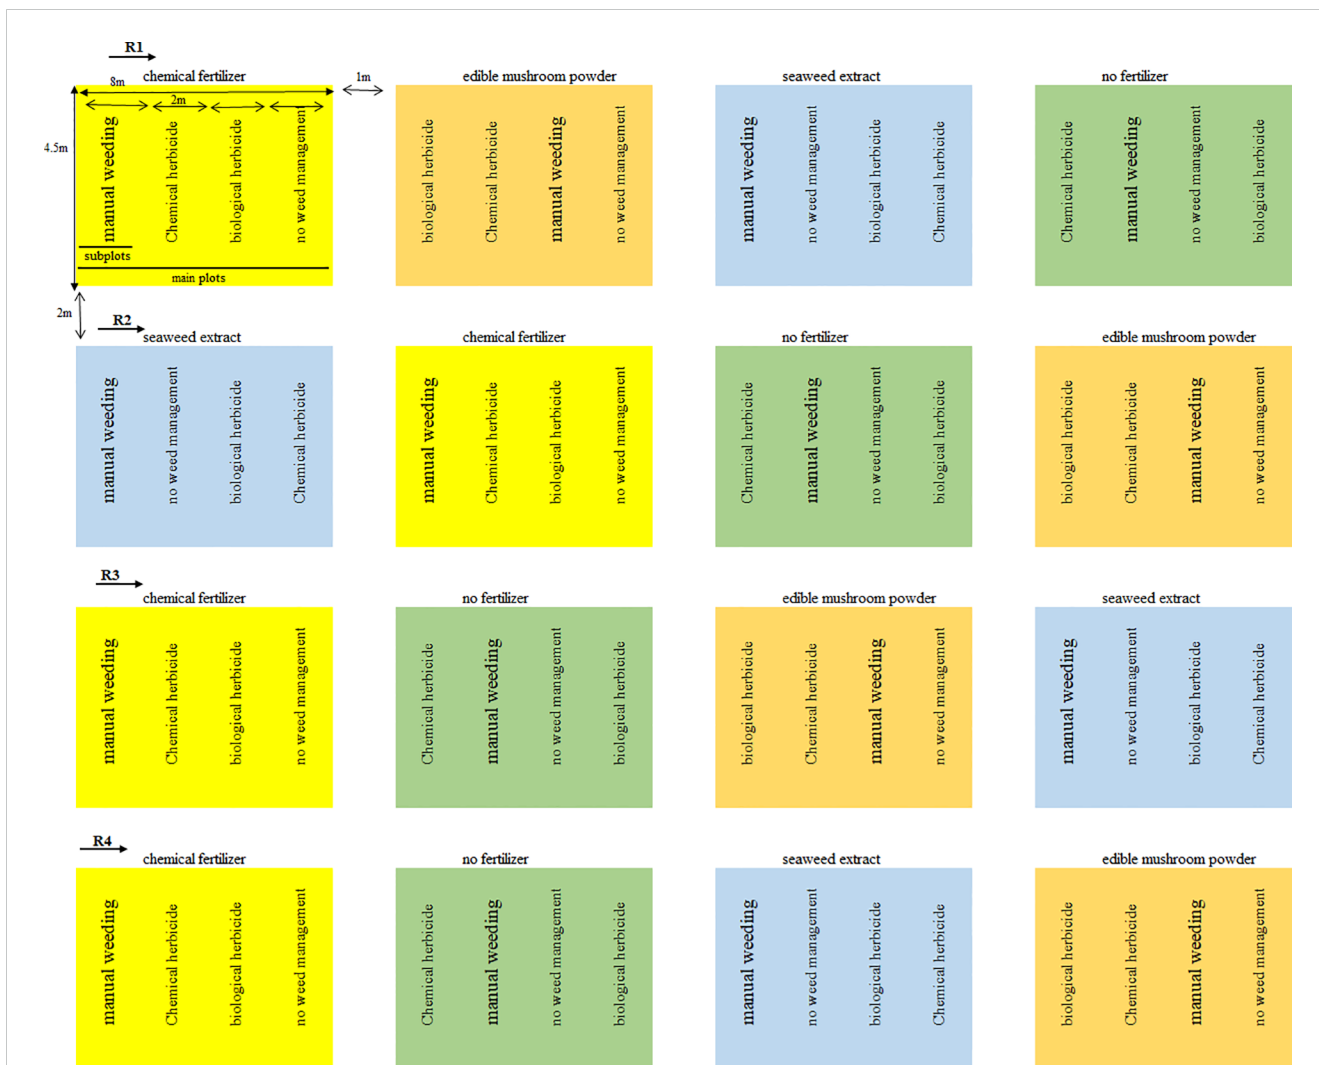 R1
chemical fertilizer
edible mushroom powder
seaweed extract
no fertilizer
8m
1m
2m
4.5m
manual weeding
Chemical herbicide
biological herbicide
no weed management
subplots
main plots
biological herbicide
Chemical herbicide
manual weeding
no weed management
manual weeding
no weed management
biological herbicide
Chemical herbicide
Chemical herbicide
manual weeding
no weed management
biological herbicide
2m
R2
seaweed extract
chemical fertilizer
no fertilizer
edible mushroom powder
manual weeding
no weed management
biological herbicide
Chemical herbicide
manual weeding
Chemical herbicide
biological herbicide
no weed management
Chemical herbicide
manual weeding
no weed management
biological herbicide
biological herbicide
Chemical herbicide
manual weeding
no weed management
R3
chemical fertilizer
no fertilizer
edible mushroom powder
seaweed extract
manual weeding
Chemical herbicide
biological herbicide
no weed management
Chemical herbicide
manual weeding
no weed management
biological herbicide
biological herbicide
Chemical herbicide
manual weeding
no weed management
manual weeding
no weed management
biological herbicide
Chemical herbicide
R4
chemical fertilizer
no fertilizer
seaweed extract
edible mushroom powder
manual weeding
Chemical herbicide
biological herbicide
no weed management
Chemical herbicide
manual weeding
no weed management
biological herbicide
manual weeding
no weed management
biological herbicide
Chemical herbicide
biological herbicide
Chemical herbicide
manual weeding
no weed management